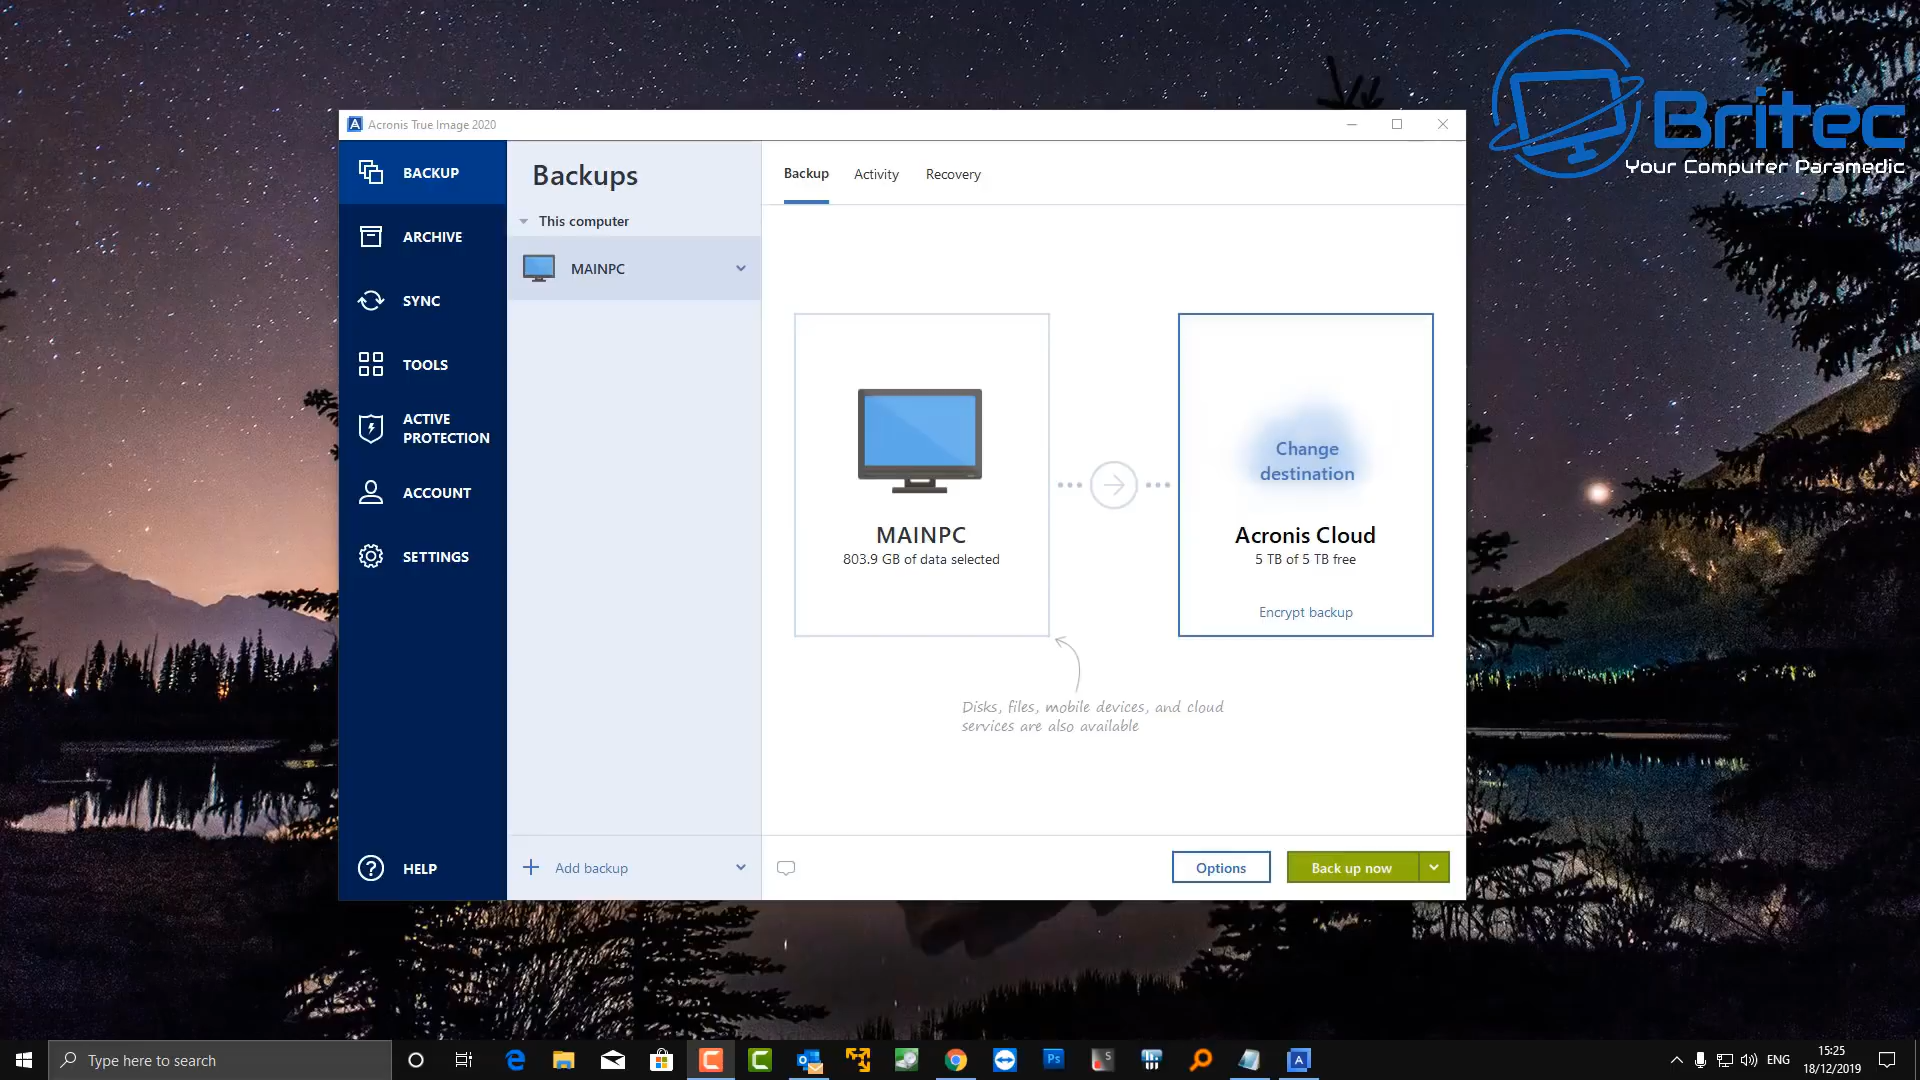 Britec
Your Computer Paramedic
Acronis True Image 2020
BACKUP
ARCHIVE
SYNC
TOOLS
ACTIVE
PROTECTION
ACCOUNT
SETTINGS
HELP
Backups
This computer
MAINPC
Add backup
Backup
Activity
Recovery
MAINPC
803.9 GB of data selected
Change
destination
Acronis Cloud
5 TB of 5 TB free
Encrypt backup
Disks, files, mobile devices, and cloud
services are also available
Options
Back up now
Type here to search
Ps
ENG
15:25
18/12/2019